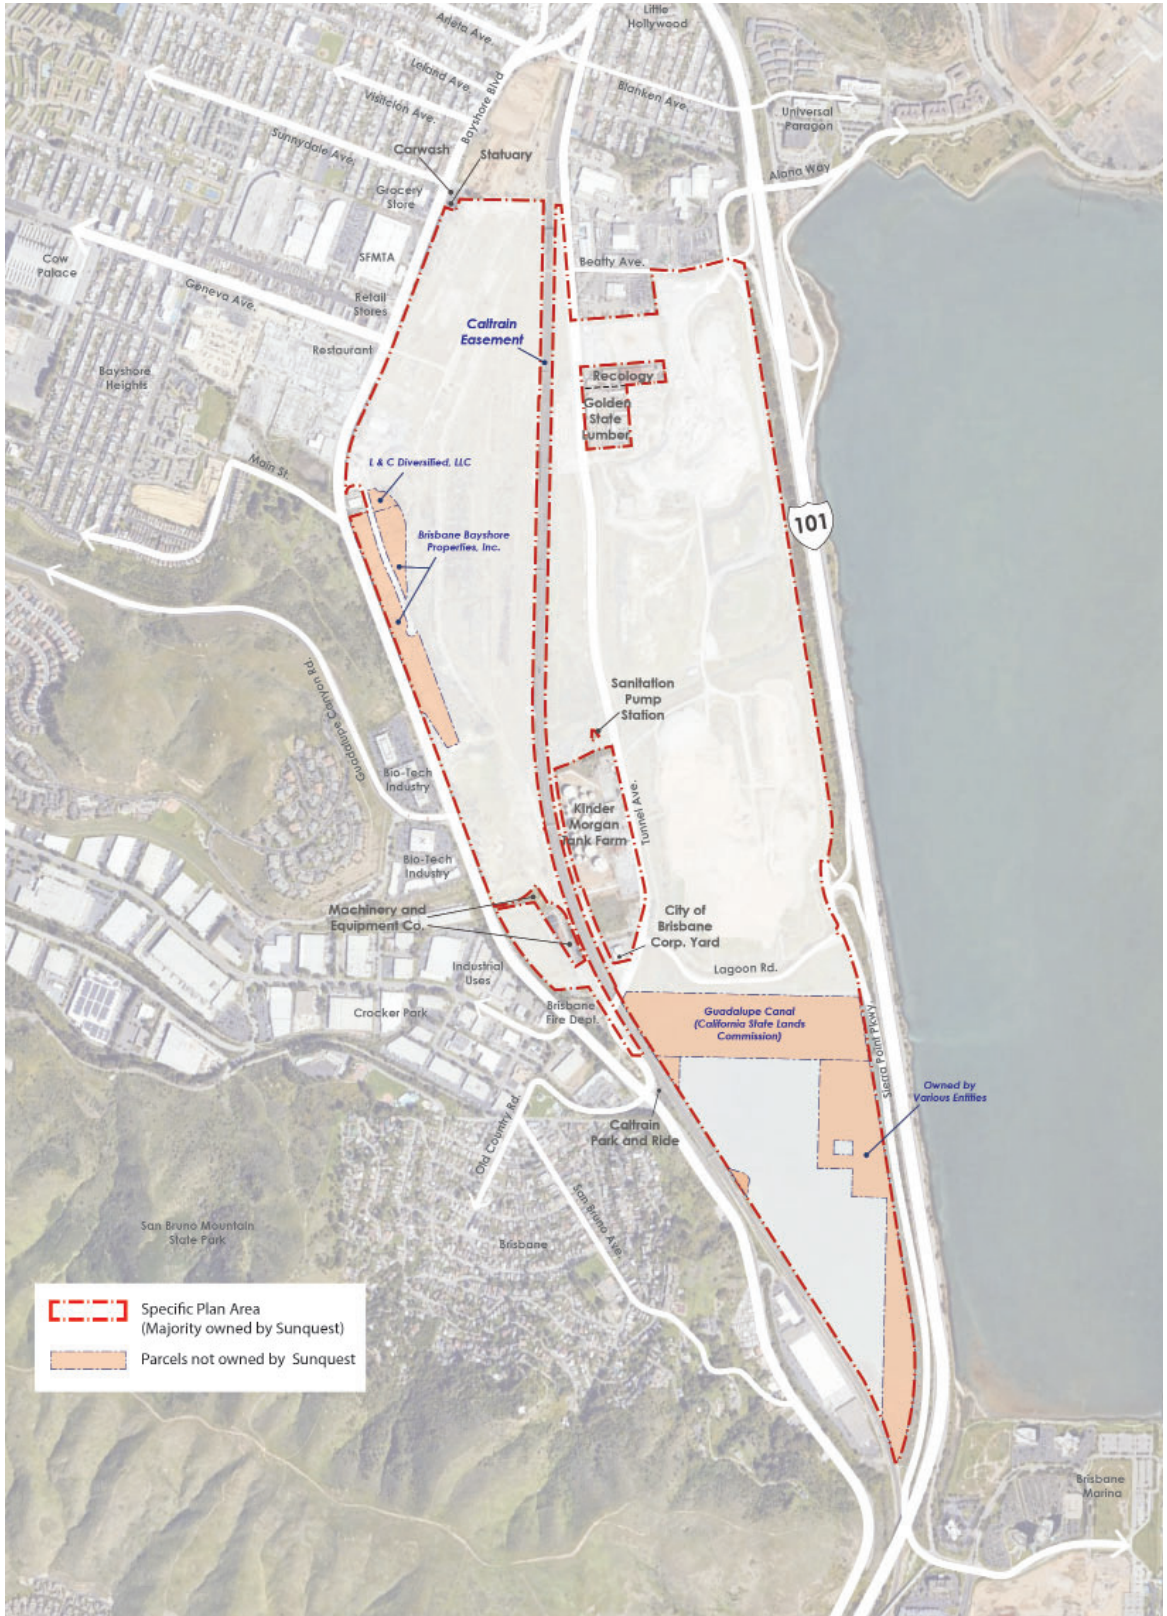 Little
Hollywood
Arleta Ave.
Leland Ave.
Bayshore Blvd
Blanken Ave.
Visitcion Ave.
Universal
Paragon
Sunnydale Ave.
Carwash
Statuary
Alana Way
Grocery
Store
Cow
Palace
SFMTA
Beatty Ave.
Geneva Ave.
Retail
Stores
Caltrain
Easement
Restaurant
Bayshore
Heights
Recology
Golden
State
Lumber
Main St.
L & C Diversified, LLC
101
Brisbane Bayshore
Properties, Inc.
Guadalupe Canyon Rd.
Sanitation
Pump
Station
Bio-Tech
Industry
Kinder
Morgan
Tank Farm
Tunnel Ave.
Bio-Tech
Industry
Machinery and
Equipment Co.
City of
Brisbane
Corp. Yard
Industrial
Uses
Lagoon Rd.
Crocker Park
Brisbane
Fire Dept.
Guadalupe Canal
(California State Lands
Commission)
Sierra Point Pkwy
Owned by
Various Entities
Old Country Rd.
Caltrain
Park and Ride
San Bruno Ave.
San Bruno Mountain
State Park
Brisbane
Specific Plan Area
(Majority owned by Sunquest)
Parcels not owned by Sunquest
Brisbane
Marina